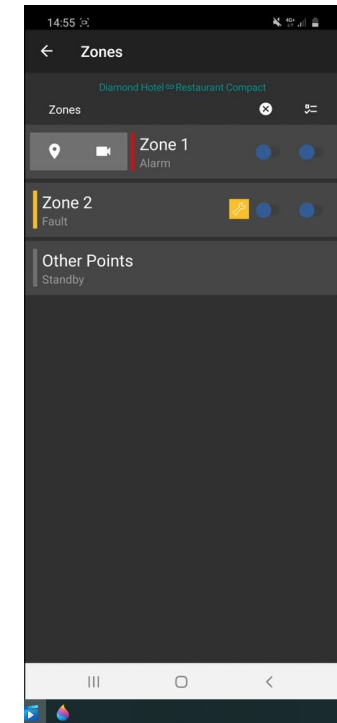 14:55
Zones
Diamond Hotel Restaurant Compact
Zones
Zone 1
Alarm
Zone 2
Fault
Other Points
Standby